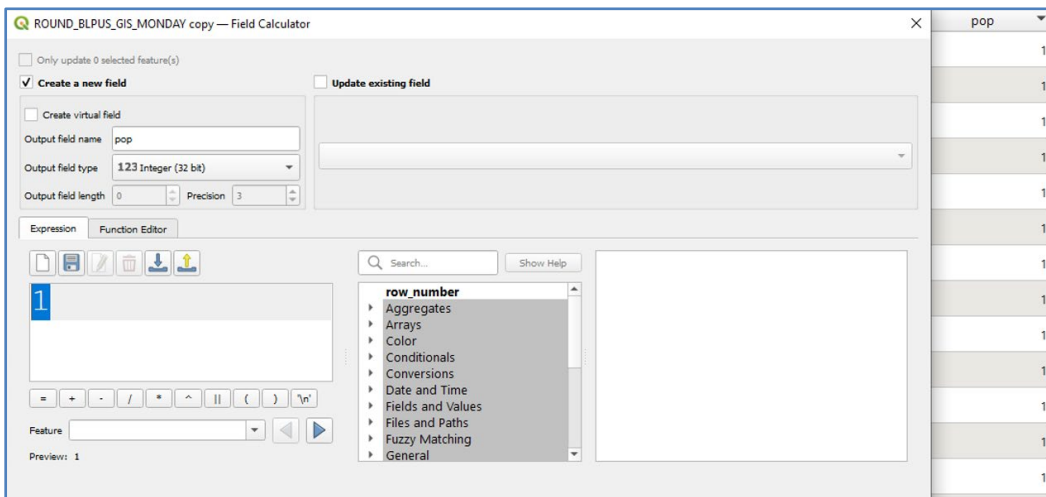 ROUND_BLPUS_GIS_MONDAY copy — Field Calculator
Only update 0 selected feature(s)
Create a new field
Update existing field
Create virtual field
Output field name pop
Output field type 123 Integer (32 bit)
Output field length 0 Precision 3
Expression Function Editor
1
= + - / * ^ || ( ) '\n'
Feature
Preview: 1
Search... Show Help
row_number
Aggregates
Arrays
Color
Conditionals
Conversions
Date and Time
Fields and Values
Files and Paths
Fuzzy Matching
General
pop
1
1
1
1
1
1
1
1
1
1
1
1
1